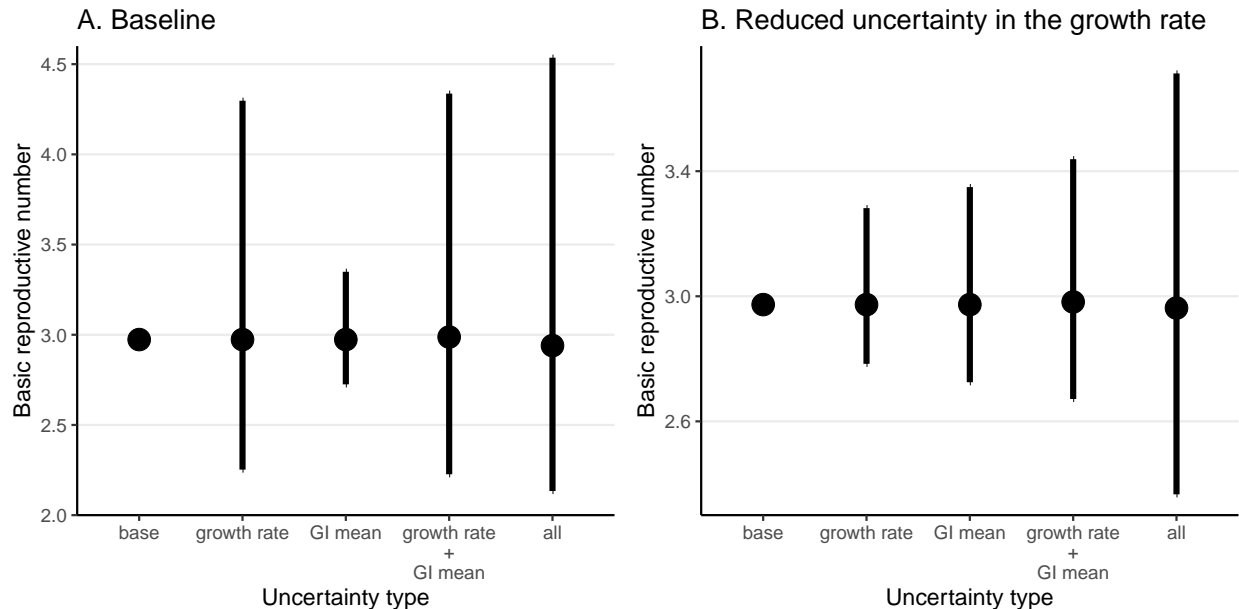 A. Baseline
Basic reproductive number
4.5
4.0
3.5
3.0
2.5
2.0
base growth rate GI mean growth rate all
+
GI mean
Uncertainty type
B. Reduced uncertainty in the growth rate
Basic reproductive number
3.4
3.0
2.6
base growth rate GI mean growth rate all
+
GI mean
Uncertainty type